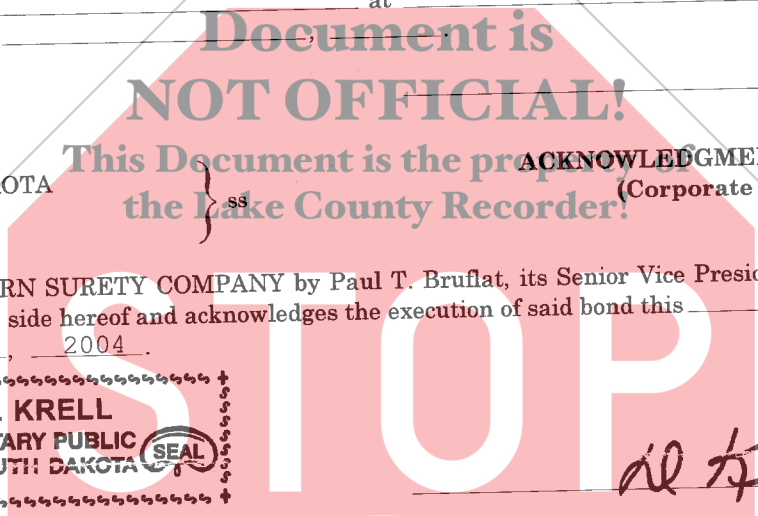 at
Document is
NOT OFFICIAL!
This Document is the property of
the Lake County Recorder!
OTA } ss
ACKNOWLEDGME
(Corporate
RN SURETY COMPANY by Paul T. Bruflat, its Senior Vice Presid
side hereof and acknowledges the execution of said bond this
, 2004 .
KRELL
TARY PUBLIC
SEAL
UTH DAKOTA
STOP